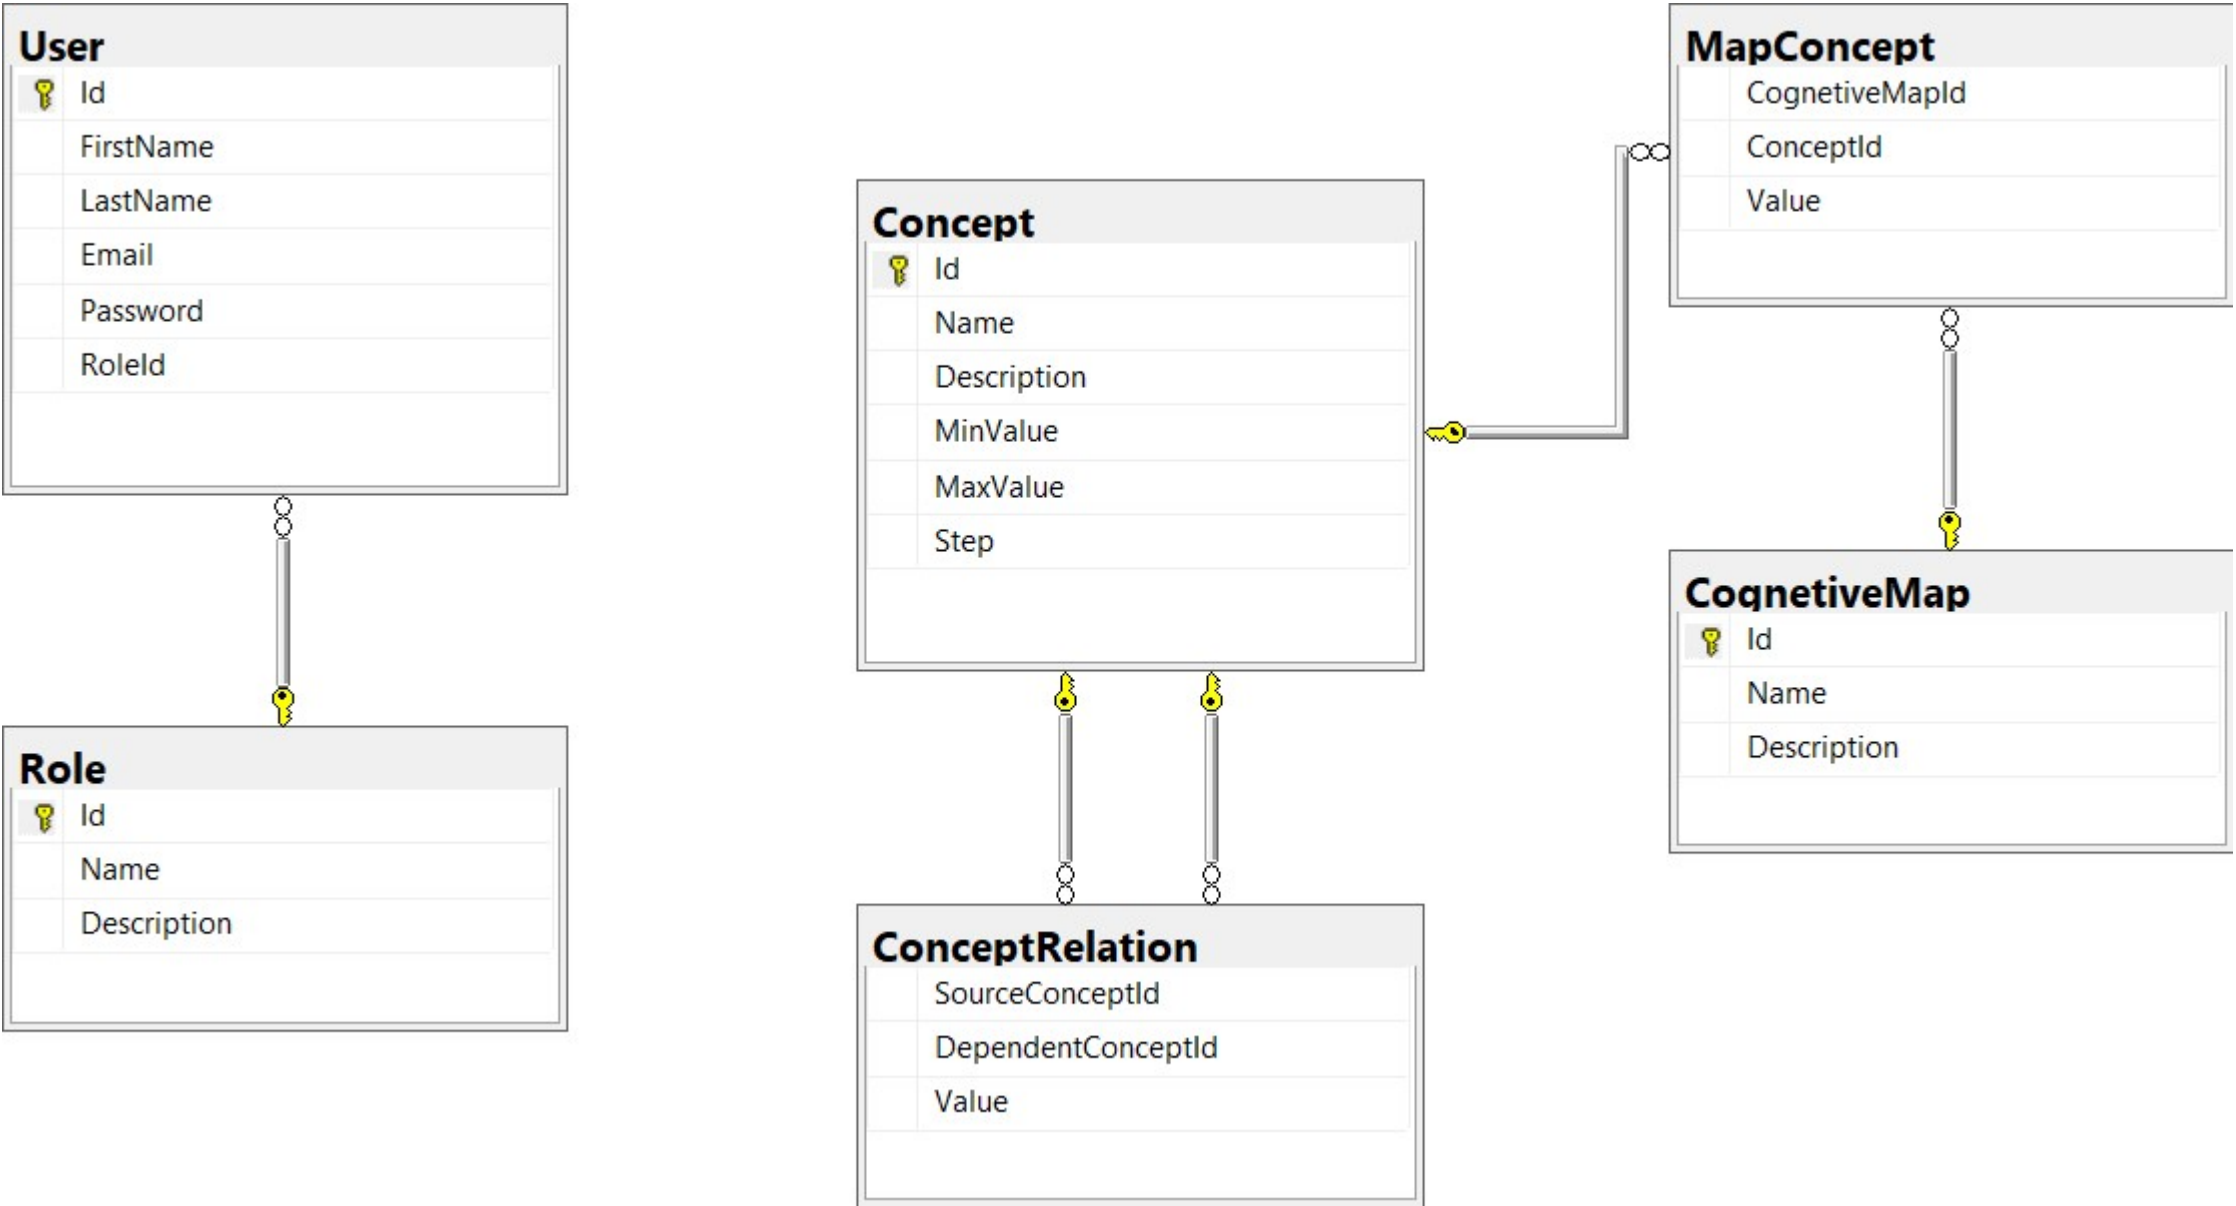 User
Id
FirstName
LastName
Email
Password
RoleId
Role
Id
Name
Description
Concept
Id
Name
Description
MinValue
MaxValue
Step
ConceptRelation
SourceConceptId
DependentConceptId
Value
MapConcept
CognetiveMapId
ConceptId
Value
CognetiveMap
Id
Name
Description